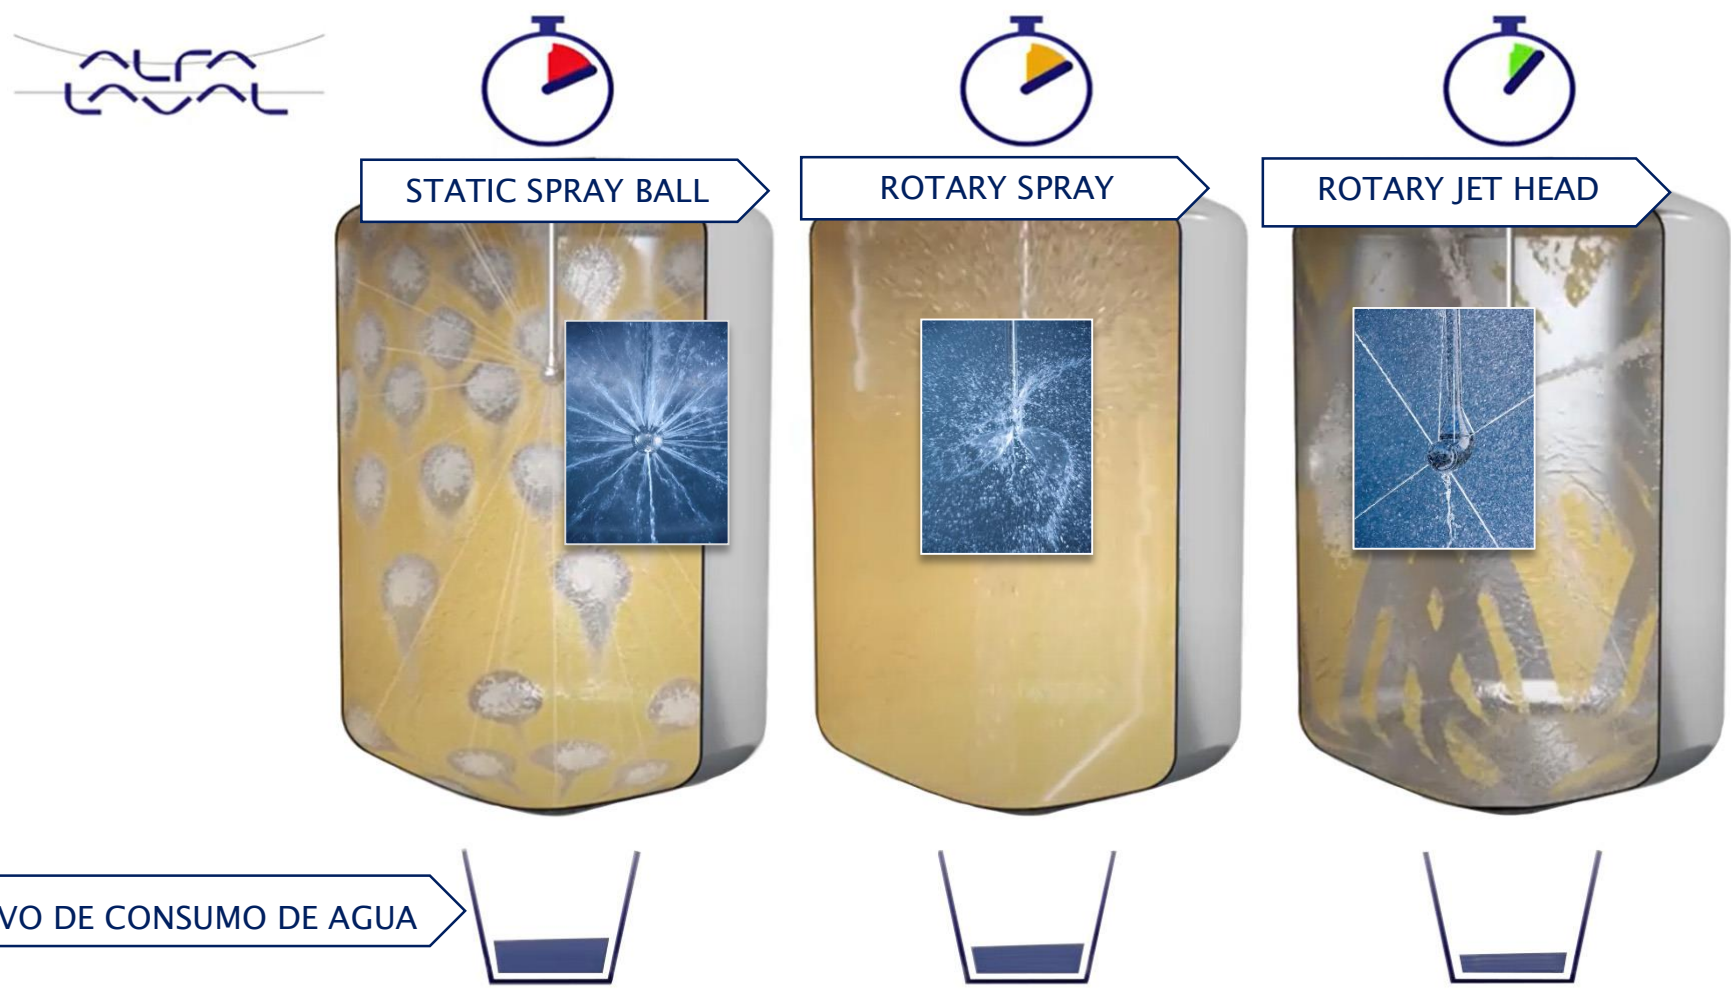 ALFA
LAVAL
STATIC SPRAY BALL
ROTARY SPRAY
ROTARY JET HEAD
VO DE CONSUMO DE AGUA